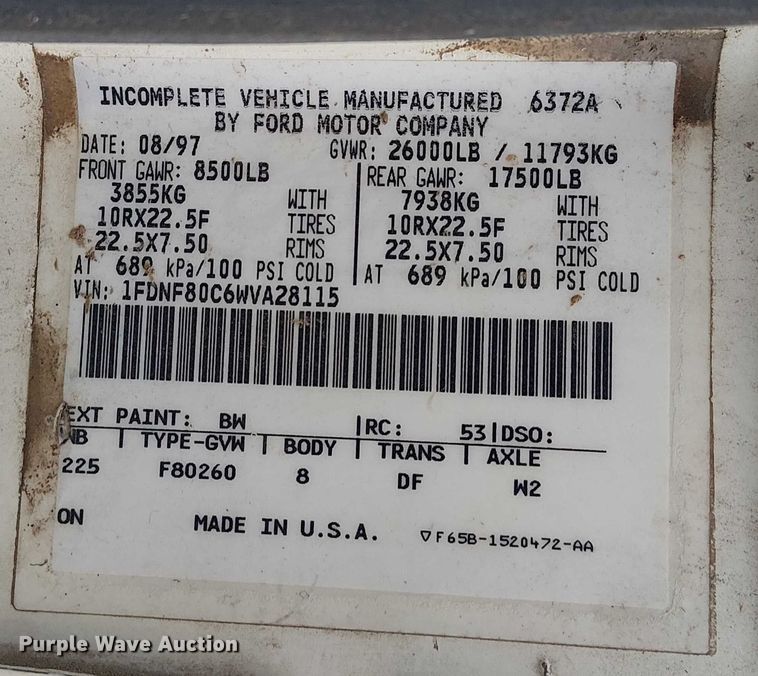 INCOMPLETE VEHICLE MANUFACTURED 6372A
BY FORD MOTOR COMPANY
DATE: 08/97 GVWR: 26000LB / 11793KG
FRONT GAWR: 8500LB REAR GAWR: 17500LB
3855KG WITH 7938KG WITH
10RX22.5F TIRES 10RX22.5F TIRES
22.5X7.50 RIMS 22.5X7.50 RIMS
AT 689 kPa/100 PSI COLD AT 689 kPa/100 PSI COLD
VIN: 1FDNF80C6WVA28115
EXT PAINT: BW |RC: 53|DSO:
WB | TYPE-GVW | BODY | TRANS | AXLE
225 F80260 8 DF W2
ON MADE IN U.S.A. ▽F65B-1520472-AA
Purple Wave Auction